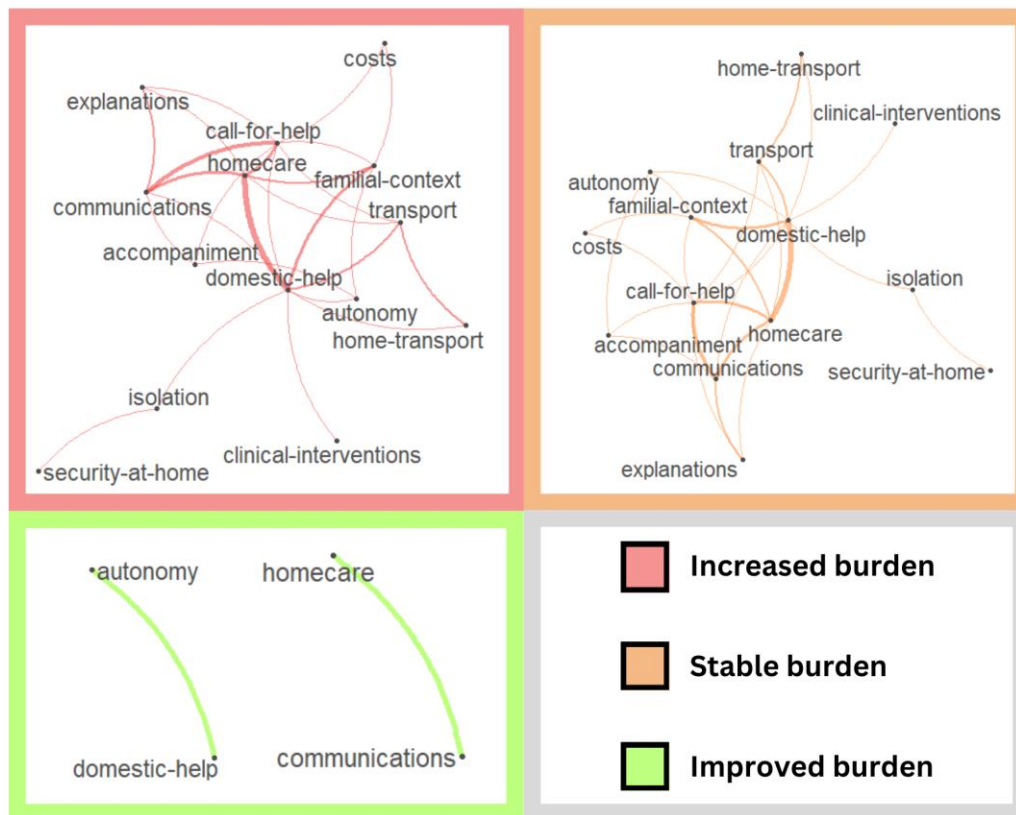 costs
explanations
call-for-help
homecare
familial-context
communications
transport
accompaniment
domestic-help
autonomy
home-transport
isolation
clinical-interventions
security-at-home
home-transport
clinical-interventions
transport
autonomy
familial-context
domestic-help
costs
isolation
call-for-help
homecare
accompaniment
communications
security-at-home
explanations
autonomy
homecare
domestic-help
communications
Increased burden
Stable burden
Improved burden